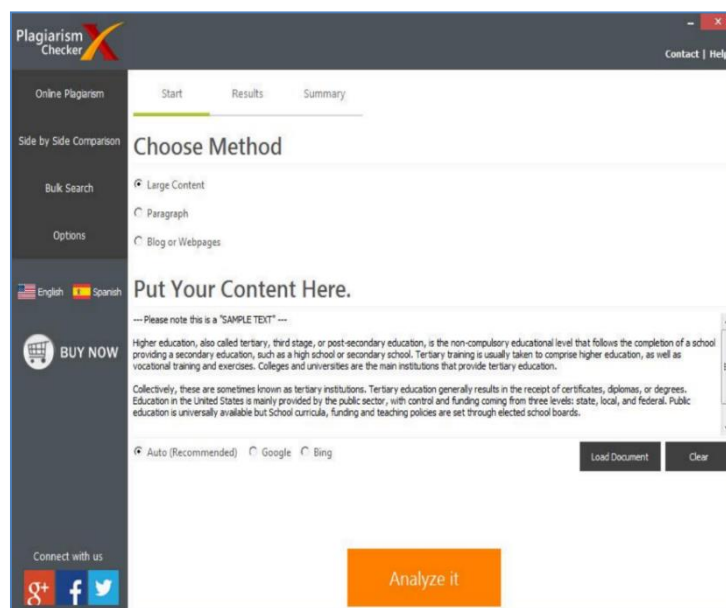 Plagiarism
Checker
Contact | Help
Online Plagiarism
Side by Side Comparison
Bulk Search
Options
English Spanish
BUY NOW
Connect with us
Start Results Summary
Choose Method
Large Content
Paragraph
Blog or Webpages
Put Your Content Here.
--- Please note this is a "SAMPLE TEXT" ---
Higher education, also called tertiary, third stage, or post-secondary education, is the non-compulsory educational level that follows the completion of a school
providing a secondary education, such as a high school or secondary school. Tertiary training is usually taken to comprise higher education, as well as
vocational training and exercises. Colleges and universities are the main institutions that provide tertiary education.
Collectively, these are sometimes known as tertiary institutions. Tertiary education generally results in the receipt of certificates, diplomas, or degrees.
Education in the United States is mainly provided by the public sector, with control and funding coming from three levels: state, local, and federal. Public
education is universally available but School curricula, funding and teaching policies are set through elected school boards.
Auto (Recommended) Google Bing
Load Document Clear
Analyze it